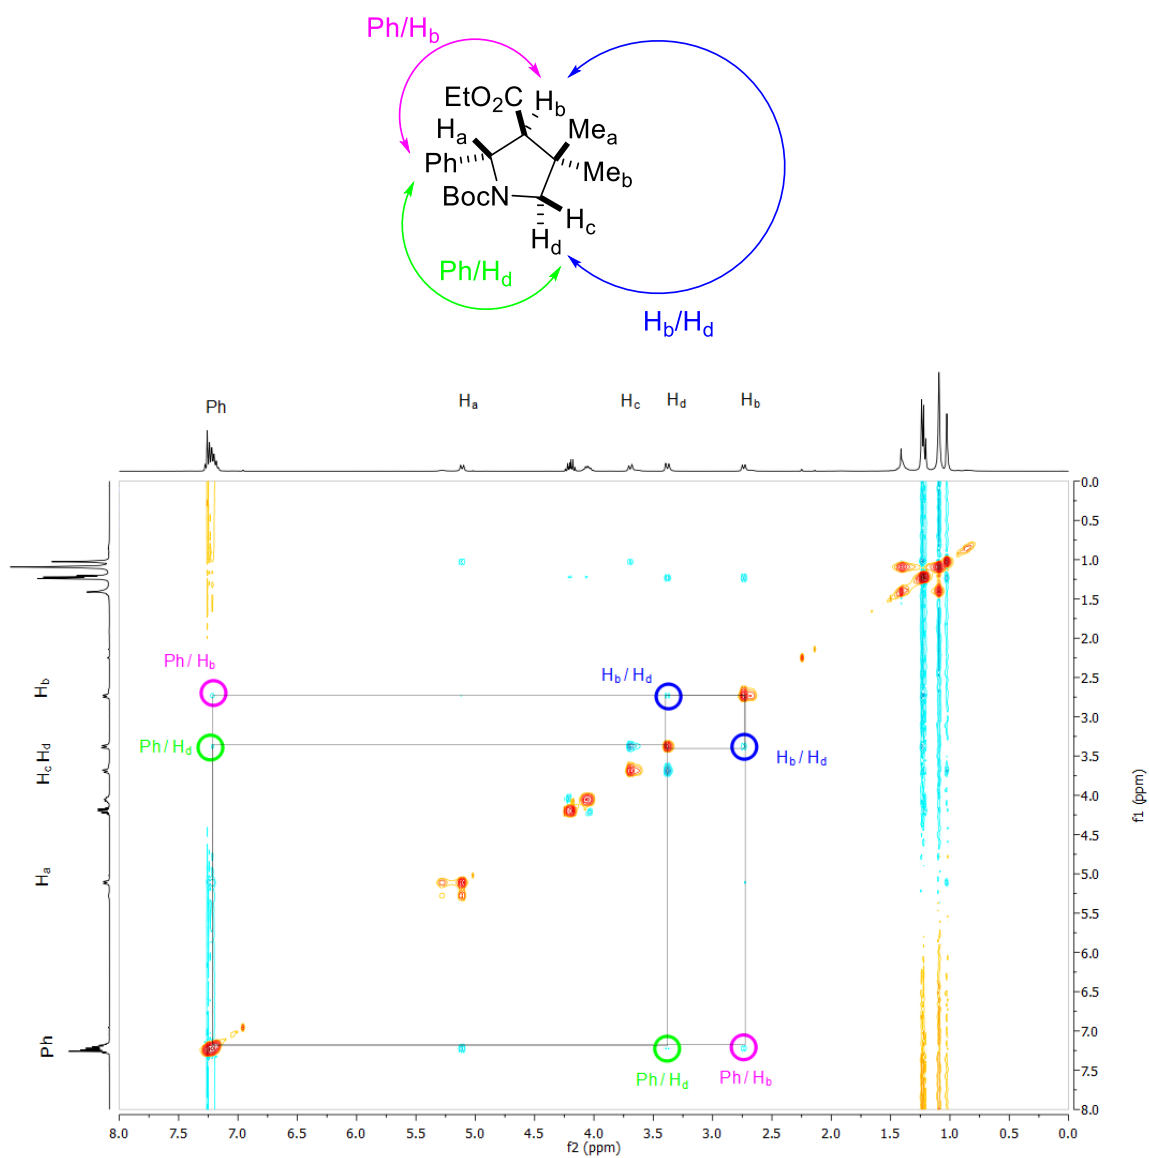 Ph/Hb
EtO2C
Hb
Ha
Mea
Ph
Meb
BocN
Hc
Hd
Ph/Hd
Hb/Hd
Ph
Ha
Hc
Hd
Hb
0.0
0.5
1.0
1.5
2.0
2.5
3.0
3.5
4.0
4.5
5.0
5.5
6.0
6.5
7.0
7.5
8.0
f1 (ppm)
Hb
Hc Hd
Ha
Ph
Ph / Hb
Hb / Hd
Ph / Hd
Hb / Hd
Ph / Hd
Ph / Hb
8.0 7.5 7.0 6.5 6.0 5.5 5.0 4.5 4.0 3.5 3.0 2.5 2.0 1.5 1.0 0.5 0.0
f2 (ppm)